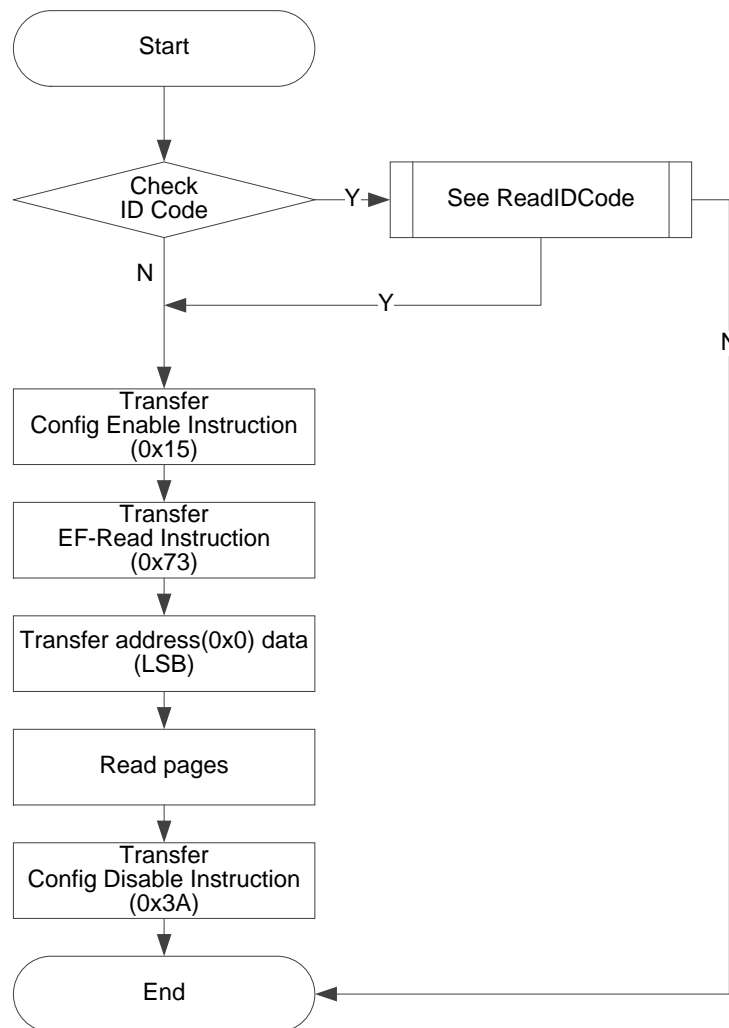 Start
Check
ID Code
Y
See ReadIDCode
N
Y
N
Transfer
Config Enable Instruction
(0x15)
Transfer
EF-Read Instruction
(0x73)
Transfer address(0x0) data
(LSB)
Read pages
Transfer
Config Disable Instruction
(0x3A)
End